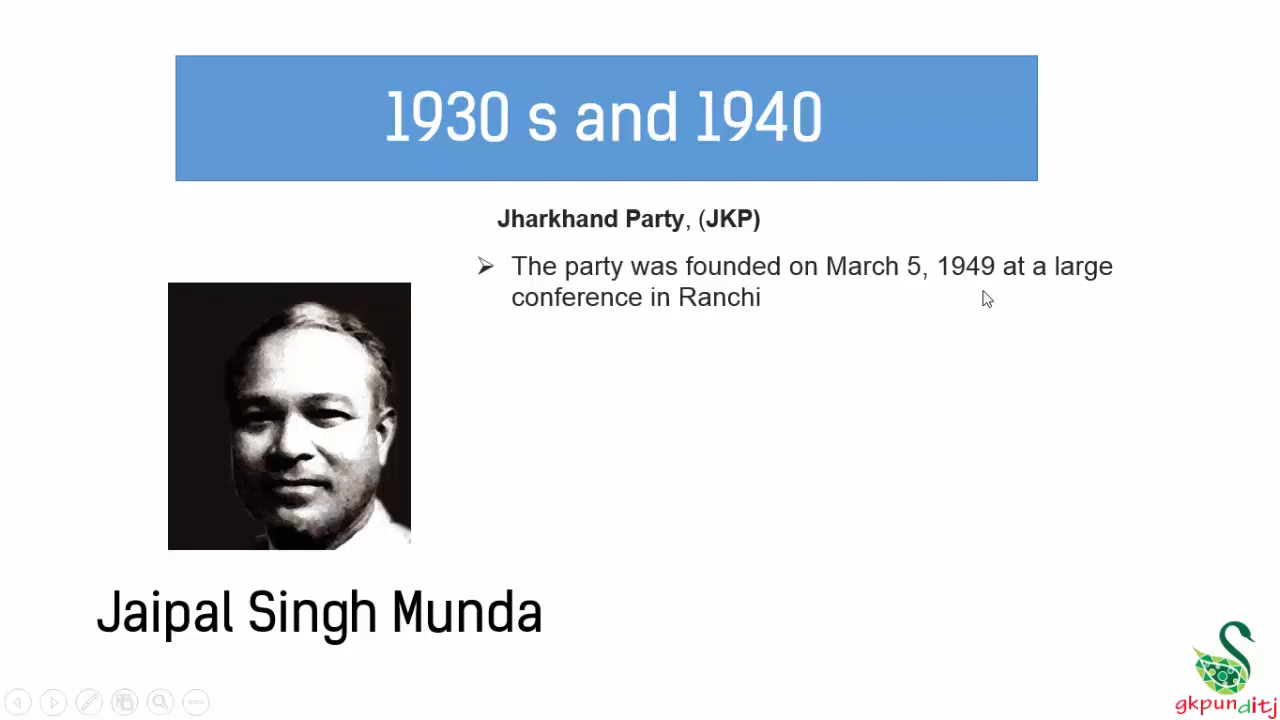 1930 s and 1940
Jharkhand Party, (JKP)
➢ The party was founded on March 5, 1949 at a large
conference in Ranchi
Jaipal Singh Munda
gkpunditj